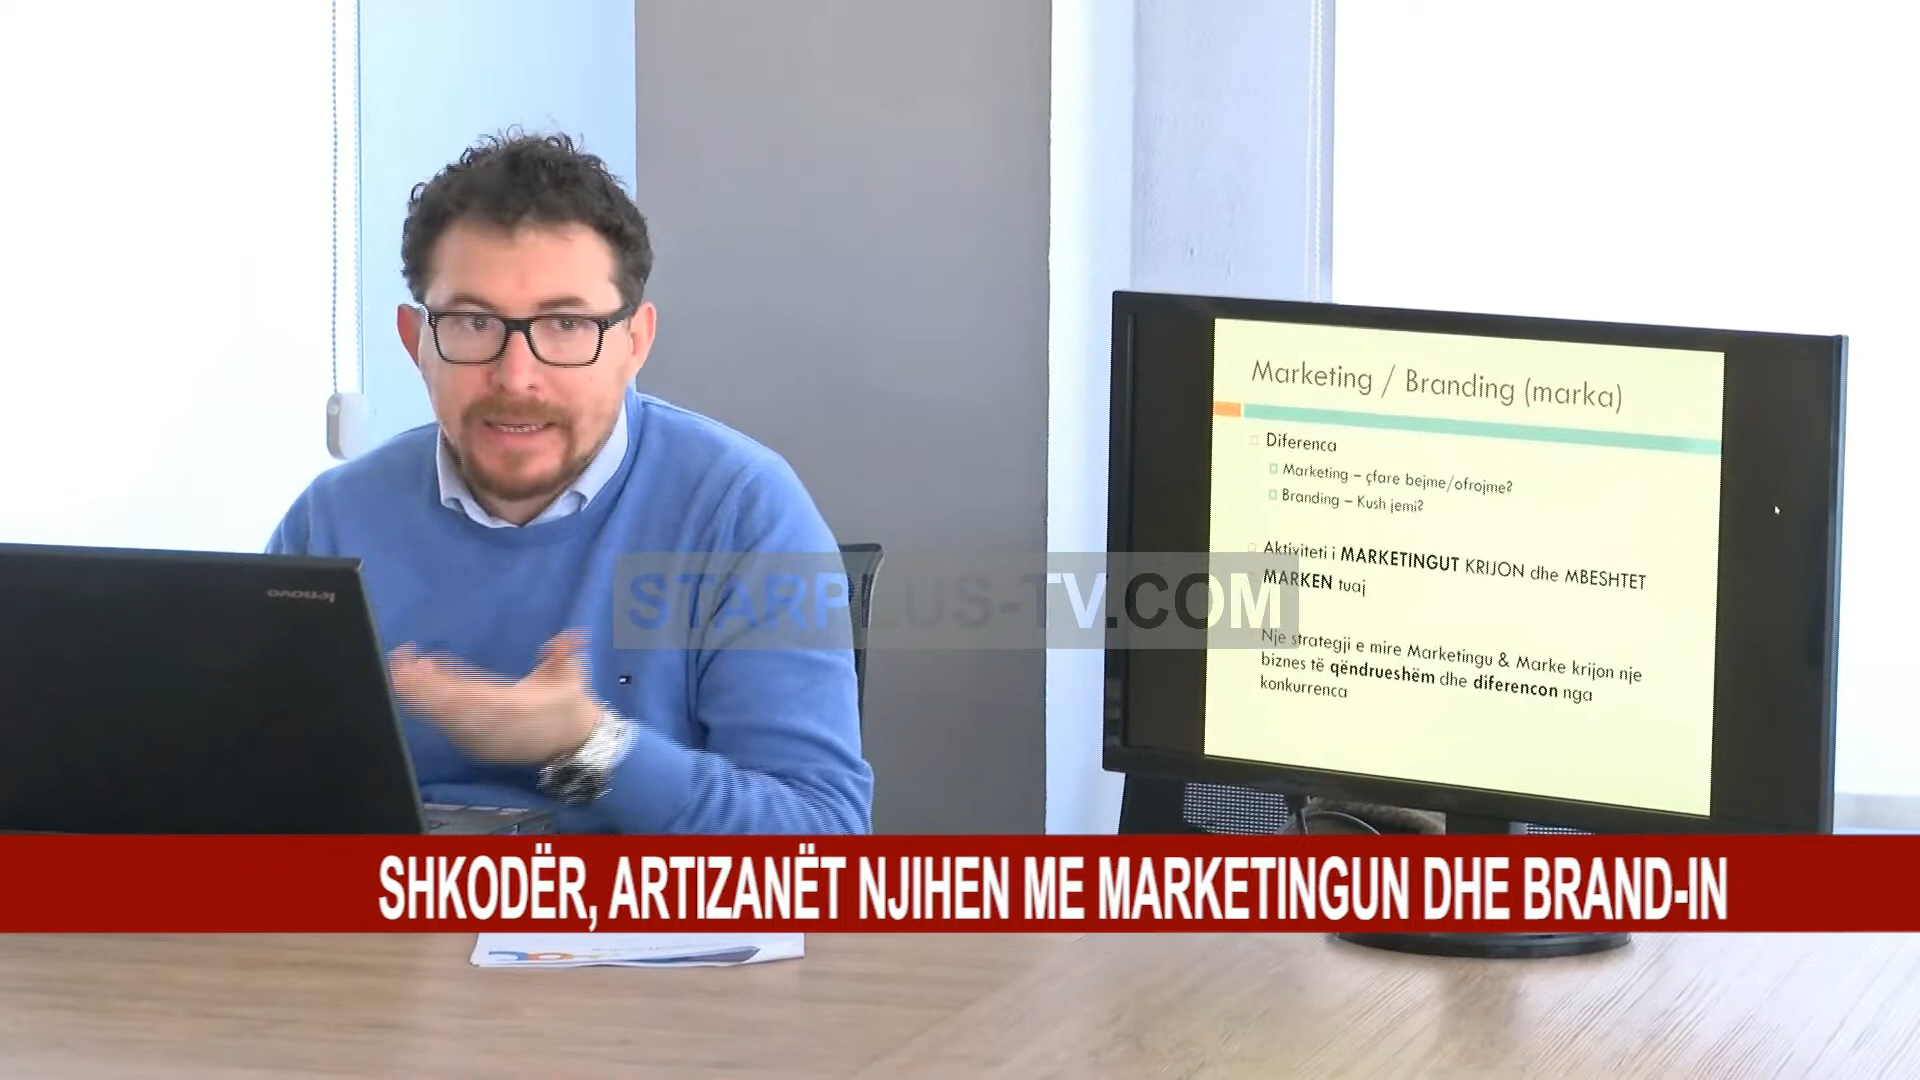 Marketing / Branding (marka)
Diferenca
Marketing – çfare bejme/ofrojme?
Branding – Kush jemi?
Aktiviteti i MARKETINGUT KRIJON dhe MBESHTET
MARKEN tuaj
Nje strategji e mire Marketingu & Marke krijon nje
biznes të qëndrueshëm dhe diferencon nga
konkurrenca
lenovo
STARPLUS-TV.COM
SHKODËR, ARTIZANËT NJIHEN ME MARKETINGUN DHE BRAND-IN